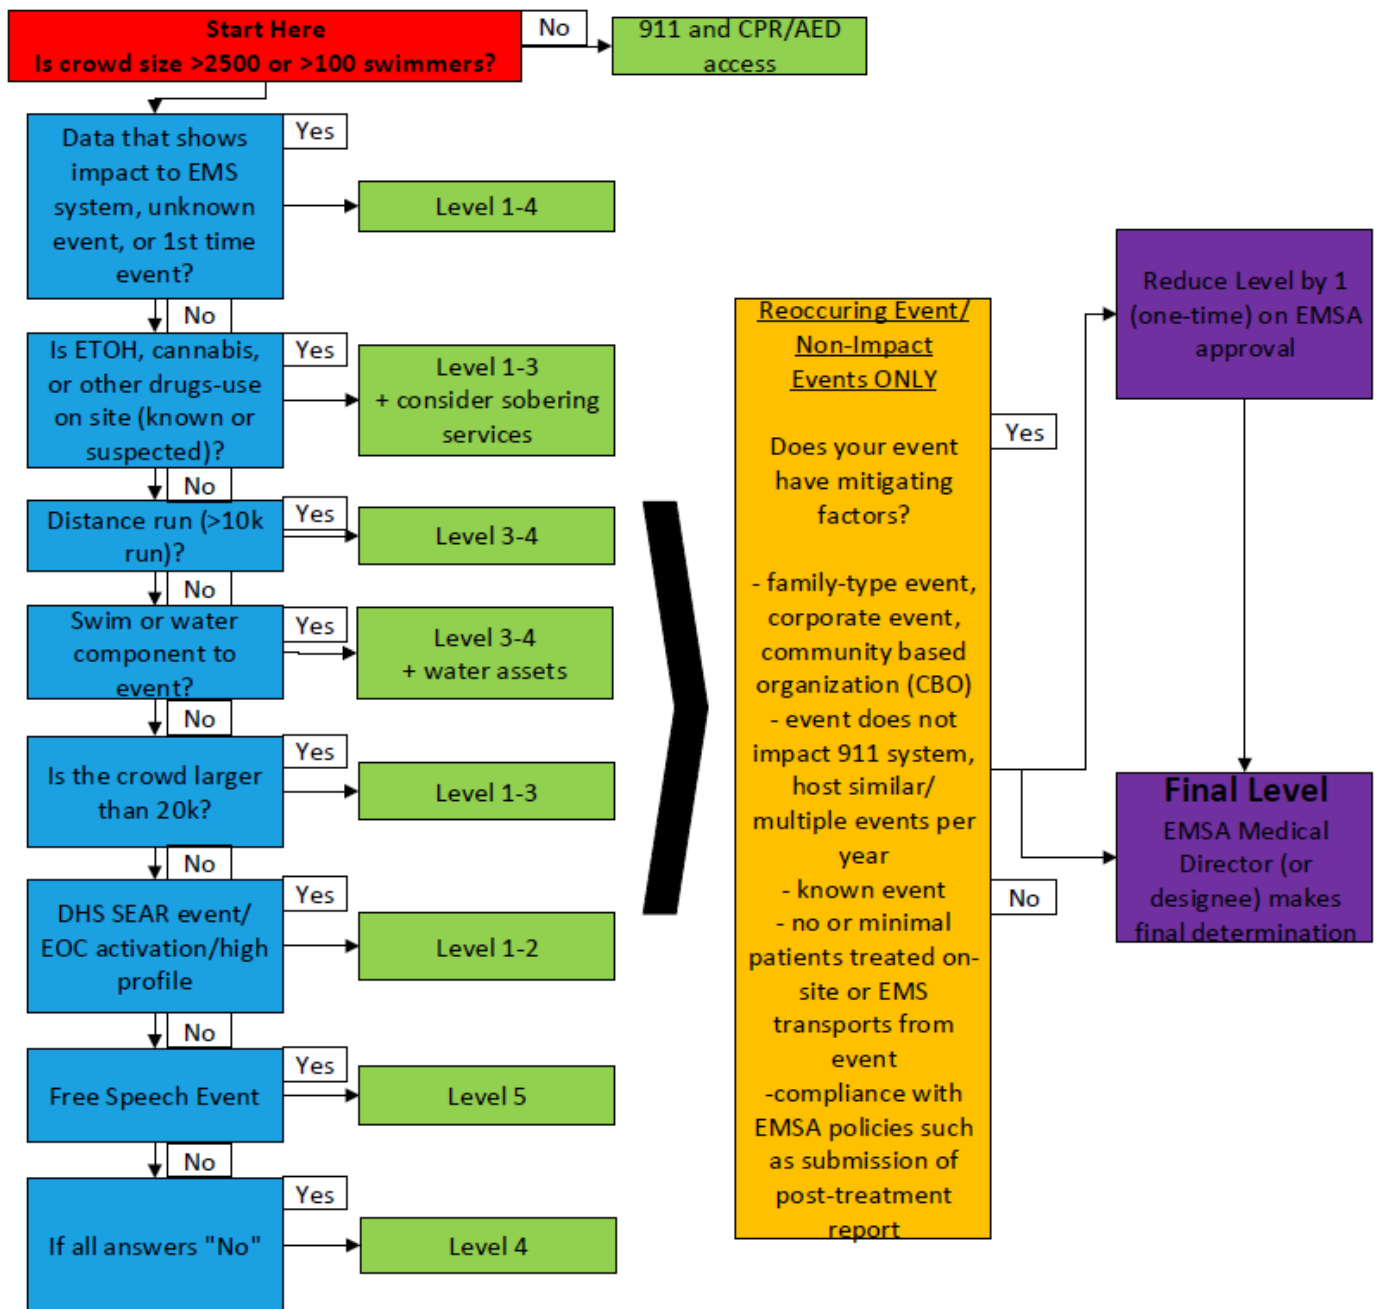 Start Here
Is crowd size >2500 or >100 swimmers?
No
911 and CPR/AED
access
Data that shows
impact to EMS
system, unknown
event, or 1st time
event?
Yes
Level 1-4
No
Is ETOH, cannabis,
or other drugs-use
on site (known or
suspected)?
Yes
Level 1-3
+ consider sobering
services
No
Distance run (>10k
run)?
Yes
Level 3-4
No
Swim or water
component to
event?
Yes
Level 3-4
+ water assets
No
Is the crowd larger
than 20k?
Yes
Level 1-3
No
DHS SEAR event/
EOC activation/high
profile
Yes
Level 1-2
No
Free Speech Event
Yes
Level 5
No
If all answers "No"
Yes
Level 4
Reoccuring Event/
Non-Impact
Events ONLY
Does your event
have mitigating
factors?
- family-type event,
corporate event,
community based
organization (CBO)
- event does not
impact 911 system,
host similar/
multiple events per
year
- known event
- no or minimal
patients treated on-
site or EMS
transports from
event
-compliance with
EMSA policies such
as submission of
post-treatment
report
Yes
No
Reduce Level by 1
(one-time) on EMSA
approval
Final Level
EMSA Medical
Director (or
designee) makes
final determination